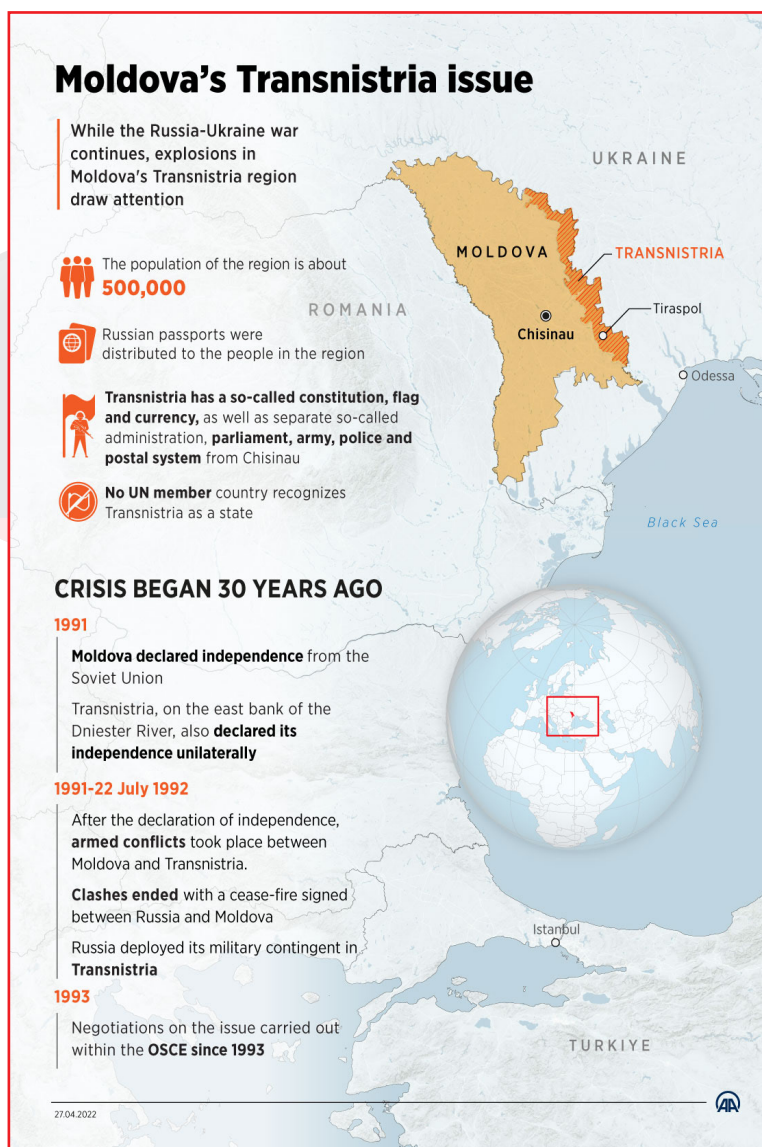 Moldova's Transnistria issue
While the Russia-Ukraine war
continues, explosions in
Moldova's Transnistria region
draw attention
The population of the region is about
500,000
Russian passports were
distributed to the people in the region
Transnistria has a so-called constitution, flag
and currency, as well as separate so-called
administration, parliament, army, police and
postal system from Chisinau
No UN member country recognizes
Transnistria as a state
UKRAINE
MOLDOVA
TRANSNISTRIA
ROMANIA
Tiraspol
Chisinau
Odessa
Black Sea
CRISIS BEGAN 30 YEARS AGO
1991
Moldova declared independence from the
Soviet Union
Transnistria, on the east bank of the
Dniester River, also declared its
independence unilaterally
1991-22 July 1992
After the declaration of independence,
armed conflicts took place between
Moldova and Transnistria.
Clashes ended with a cease-fire signed
between Russia and Moldova
Russia deployed its military contingent in
Transnistria
1993
Negotiations on the issue carried out
within the OSCE since 1993
Istanbul
TURKIYE
27.04.2022
AA